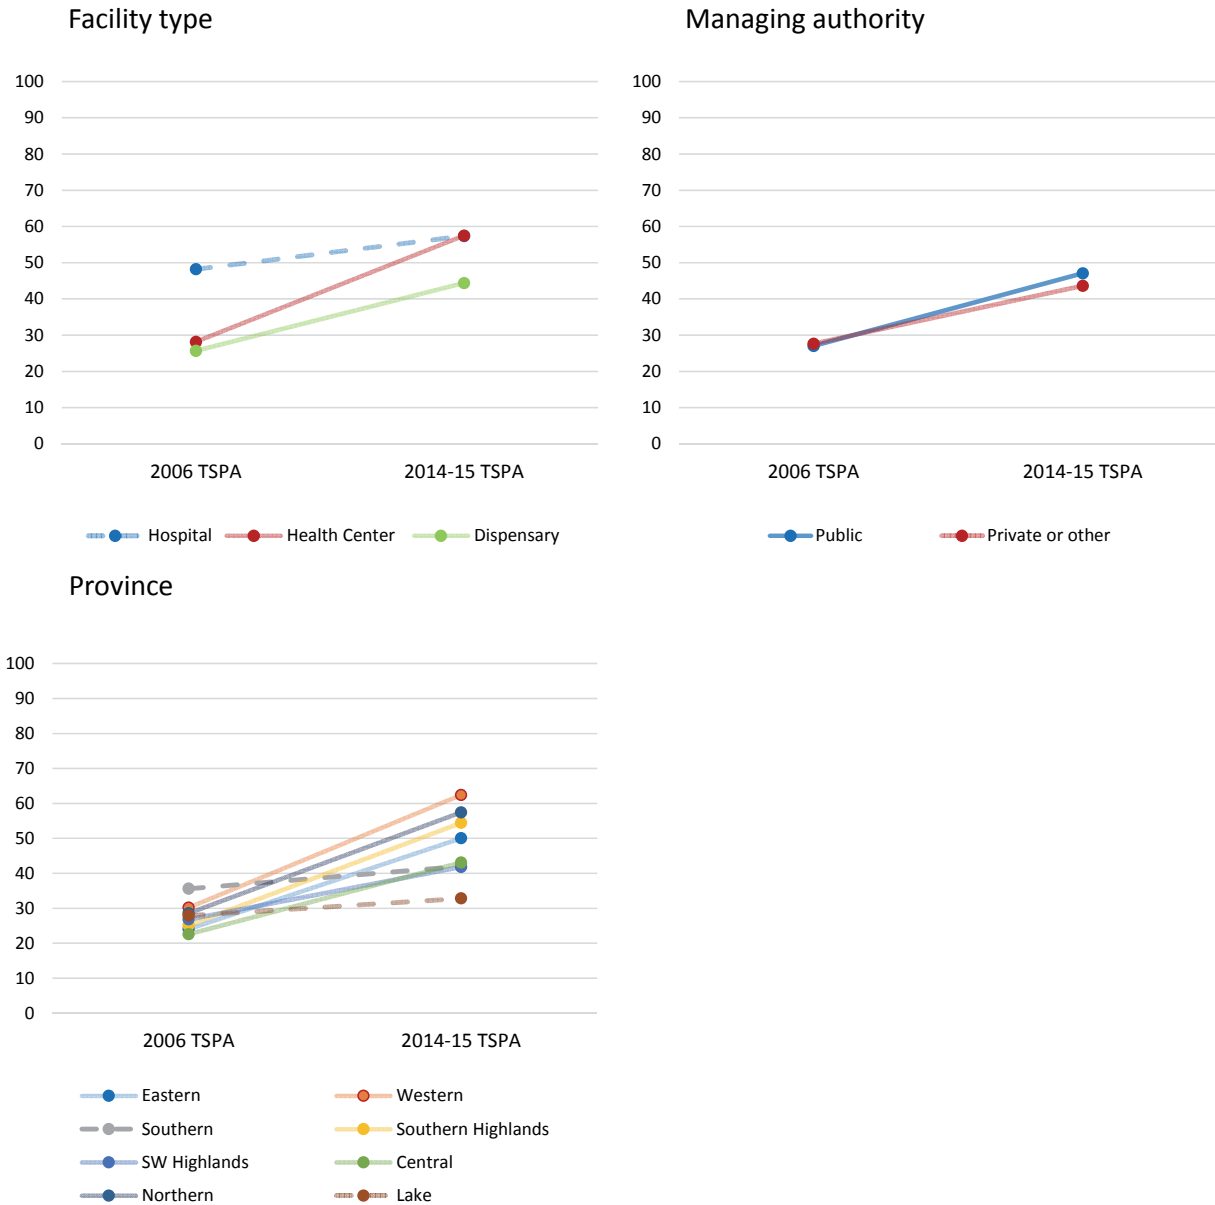 Facility type
100
90
80
70
60
50
40
30
20
10
0
2006 TSPA 2014-15 TSPA
Hospital Health Center Dispensary
Managing authority
100
90
80
70
60
50
40
30
20
10
0
2006 TSPA 2014-15 TSPA
Public Private or other
Province
100
90
80
70
60
50
40
30
20
10
0
2006 TSPA 2014-15 TSPA
Eastern Western
Southern Southern Highlands
SW Highlands Central
Northern Lake